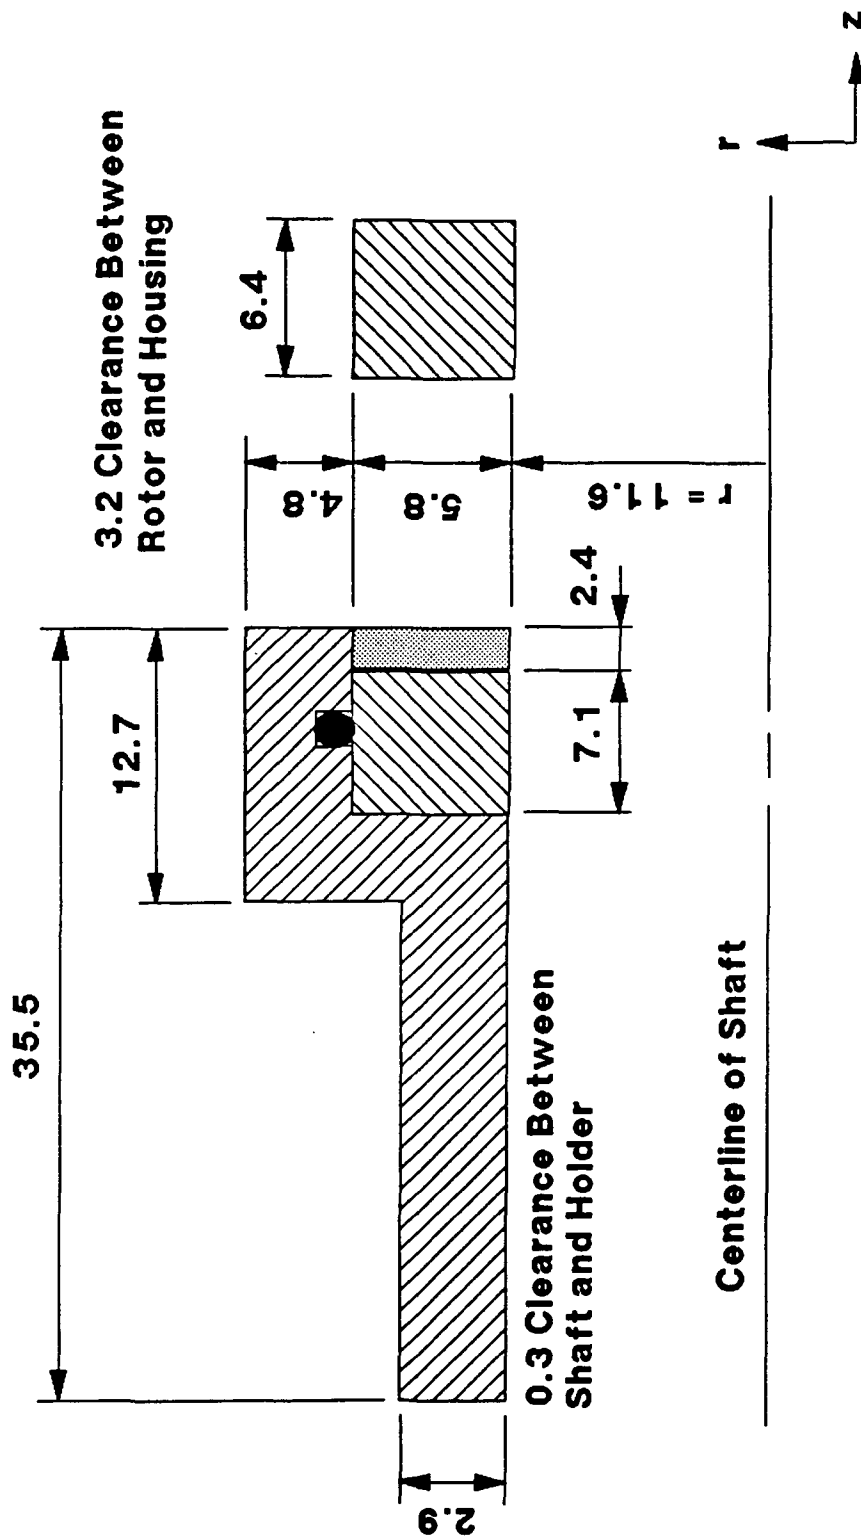 35.5
12.7
3.2 Clearance Between
Rotor and Housing
6.4
4.8
5.8
r = 11.6
2.4
7.1
2.9
0.3 Clearance Between
Shaft and Holder
Centerline of Shaft
r
z